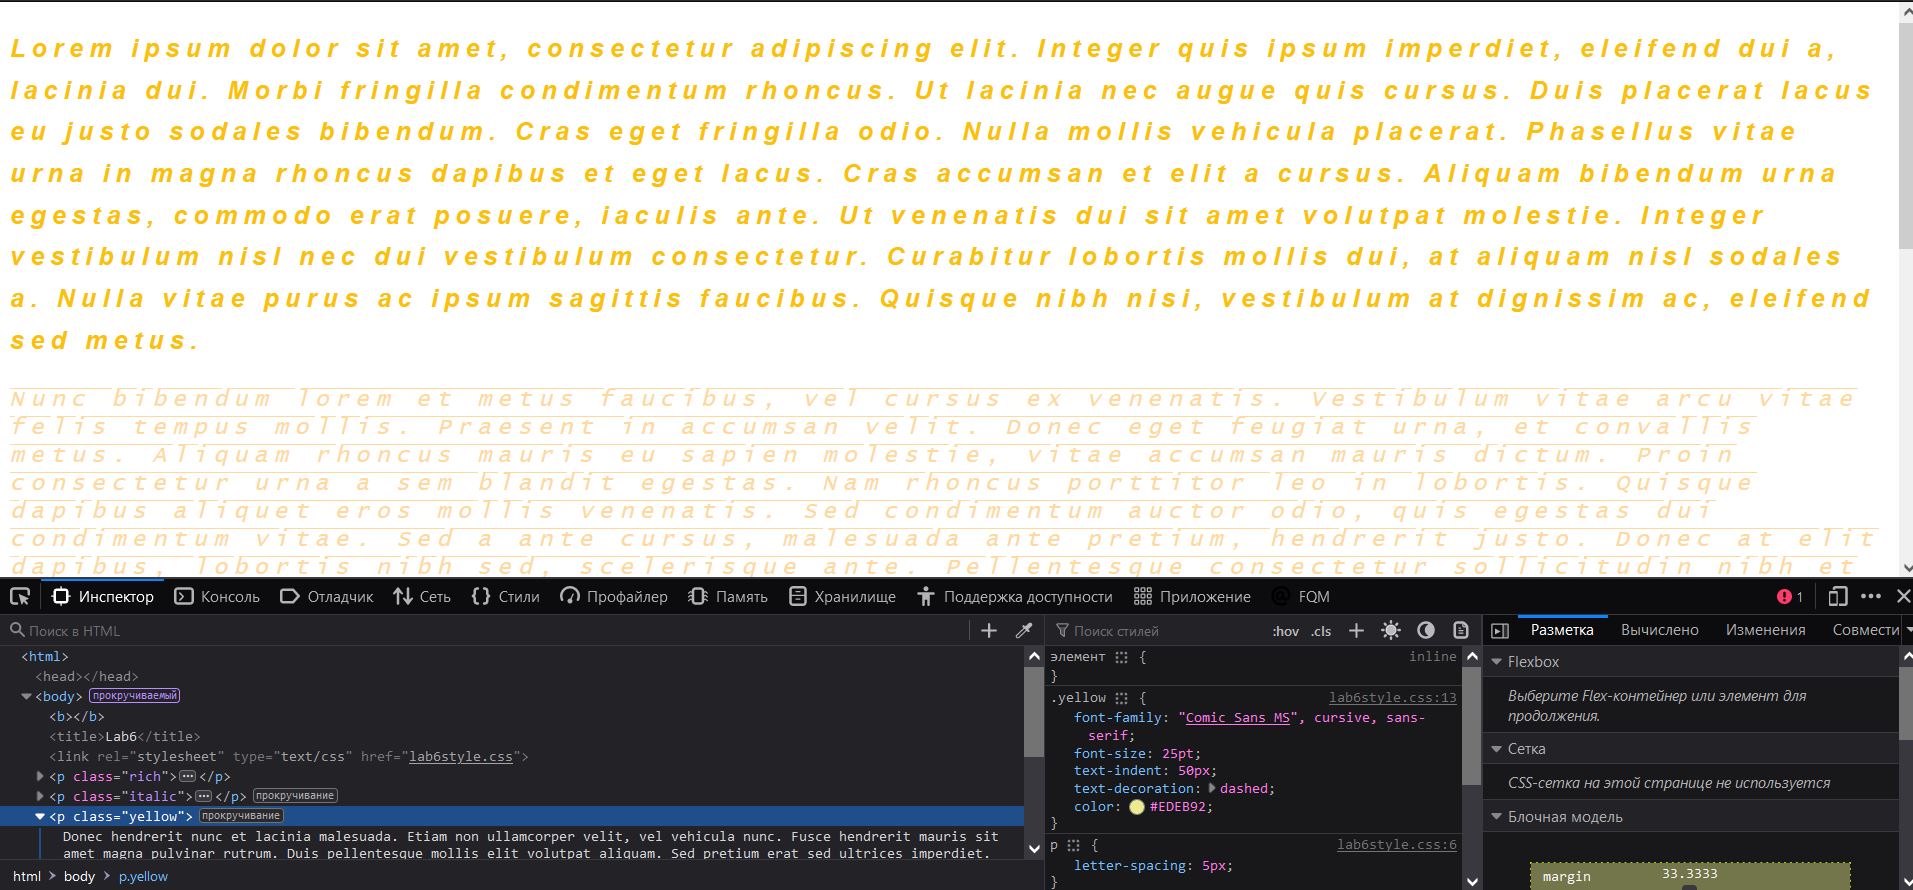 Lorem ipsum dolor sit amet, consectetur adipiscing elit. Integer quis ipsum imperdiet, eleifend dui a,
lacinia dui. Morbi fringilla condimentum rhoncus. Ut lacinia nec augue quis cursus. Duis placerat lacus
eu justo sodales bibendum. Cras eget fringilla odio. Nulla mollis vehicula placerat. Phasellus vitae
urna in magna rhoncus dapibus et eget lacus. Cras accumsan et elit a cursus. Aliquam bibendum urna
egestas, commodo erat posuere, iaculis ante. Ut venenatis dui sit amet volutpat molestie. Integer
vestibulum nisl nec dui vestibulum consectetur. Curabitur lobortis mollis dui, at aliquam nisl sodales
a. Nulla vitae purus ac ipsum sagittis faucibus. Quisque nibh nisi, vestibulum at dignissim ac, eleifend
sed metus.
Nunc bibendum lorem et metus faucibus, vel cursus ex venenatis. Vestibulum vitae arcu vitae
felis tempus mollis. Praesent in accumsan velit. Donec eget feugiat urna, et convallis
metus. Aliquam rhoncus mauris eu sapien molestie, vitae accumsan mauris dictum. Proin
consectetur urna a sem blandit egestas. Nam rhoncus porttitor leo in lobortis. Quisque
dapibus aliquet eros mollis venenatis. Sed condimentum auctor odio, quis egestas dui
condimentum vitae. Sed a ante cursus, malesuada ante pretium, hendrerit justo. Donec at elit
dapibus, lobortis nibh sed, scelerisque ante. Pellentesque consectetur sollicitudin nibh et
Инспектор Консоль Отладчик Сеть {} Стили Профайлер Память Хранилище Поддержка доступности Приложение FQM 1
Поиск в HTML
<html>
<head></head>
<body> прокручиваемый
<b></b>
<title>Lab6</title>
<link rel="stylesheet" type="text/css" href="lab6style.css">
<p class="rich">···</p>
<p class="italic">···</p> прокручивание
<p class="yellow"> прокручивание
Donec hendrerit nunc et lacinia malesuada. Etiam non ullamcorper velit, vel vehicula nunc. Fusce hendrerit mauris sit
amet magna pulvinar rutrum. Duis pellentesque mollis elit volutpat aliquam. Sed pretium erat sed ultrices imperdiet.
html > body > p.yellow
Поиск стилей :hov .cls +
элемент { inline
}
.yellow { lab6style.css:13
font-family: "Comic Sans MS", cursive, sans-
serif;
font-size: 25pt;
text-indent: 50px;
text-decoration: dashed;
color: #EDEB92;
}
p { lab6style.css:6
letter-spacing: 5px;
}
Разметка Вычислено Изменения Совмести
Flexbox
Выберите Flex-контейнер или элемент для
продолжения.
Сетка
CSS-сетка на этой странице не используется
Блочная модель
margin 33.3333